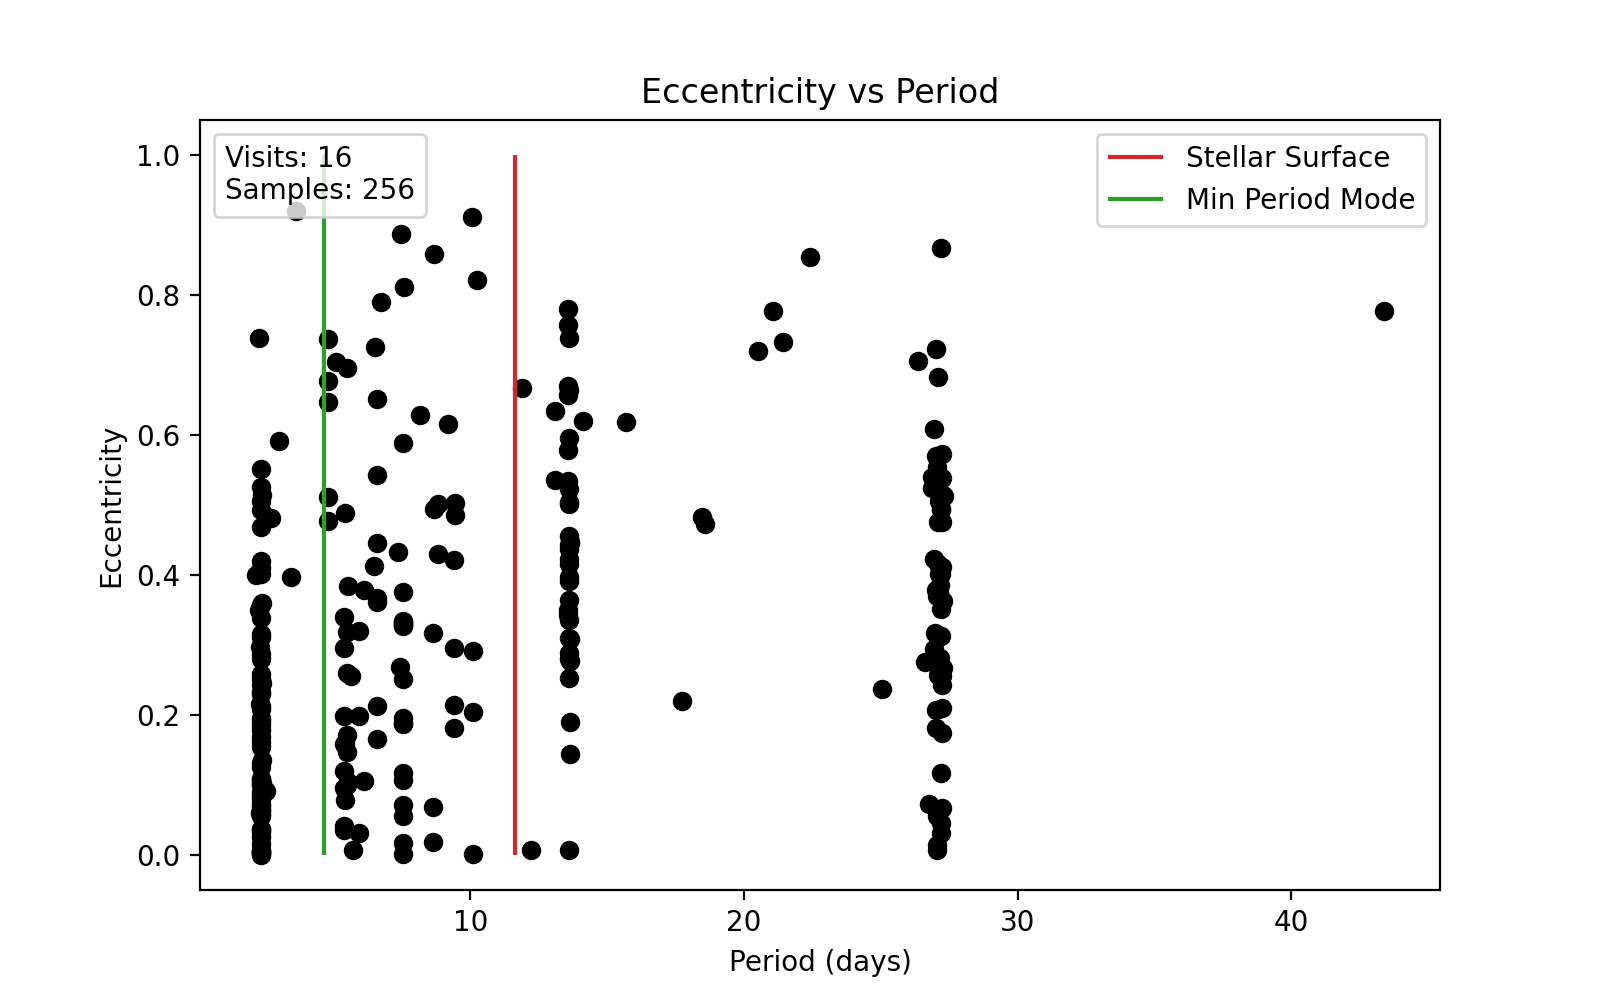 Eccentricity vs Period
Visits: 16
Samples: 256
Stellar Surface
Min Period Mode
1.0
0.8
0.6
0.4
0.2
0.0
Eccentricity
10
20
30
40
Period (days)